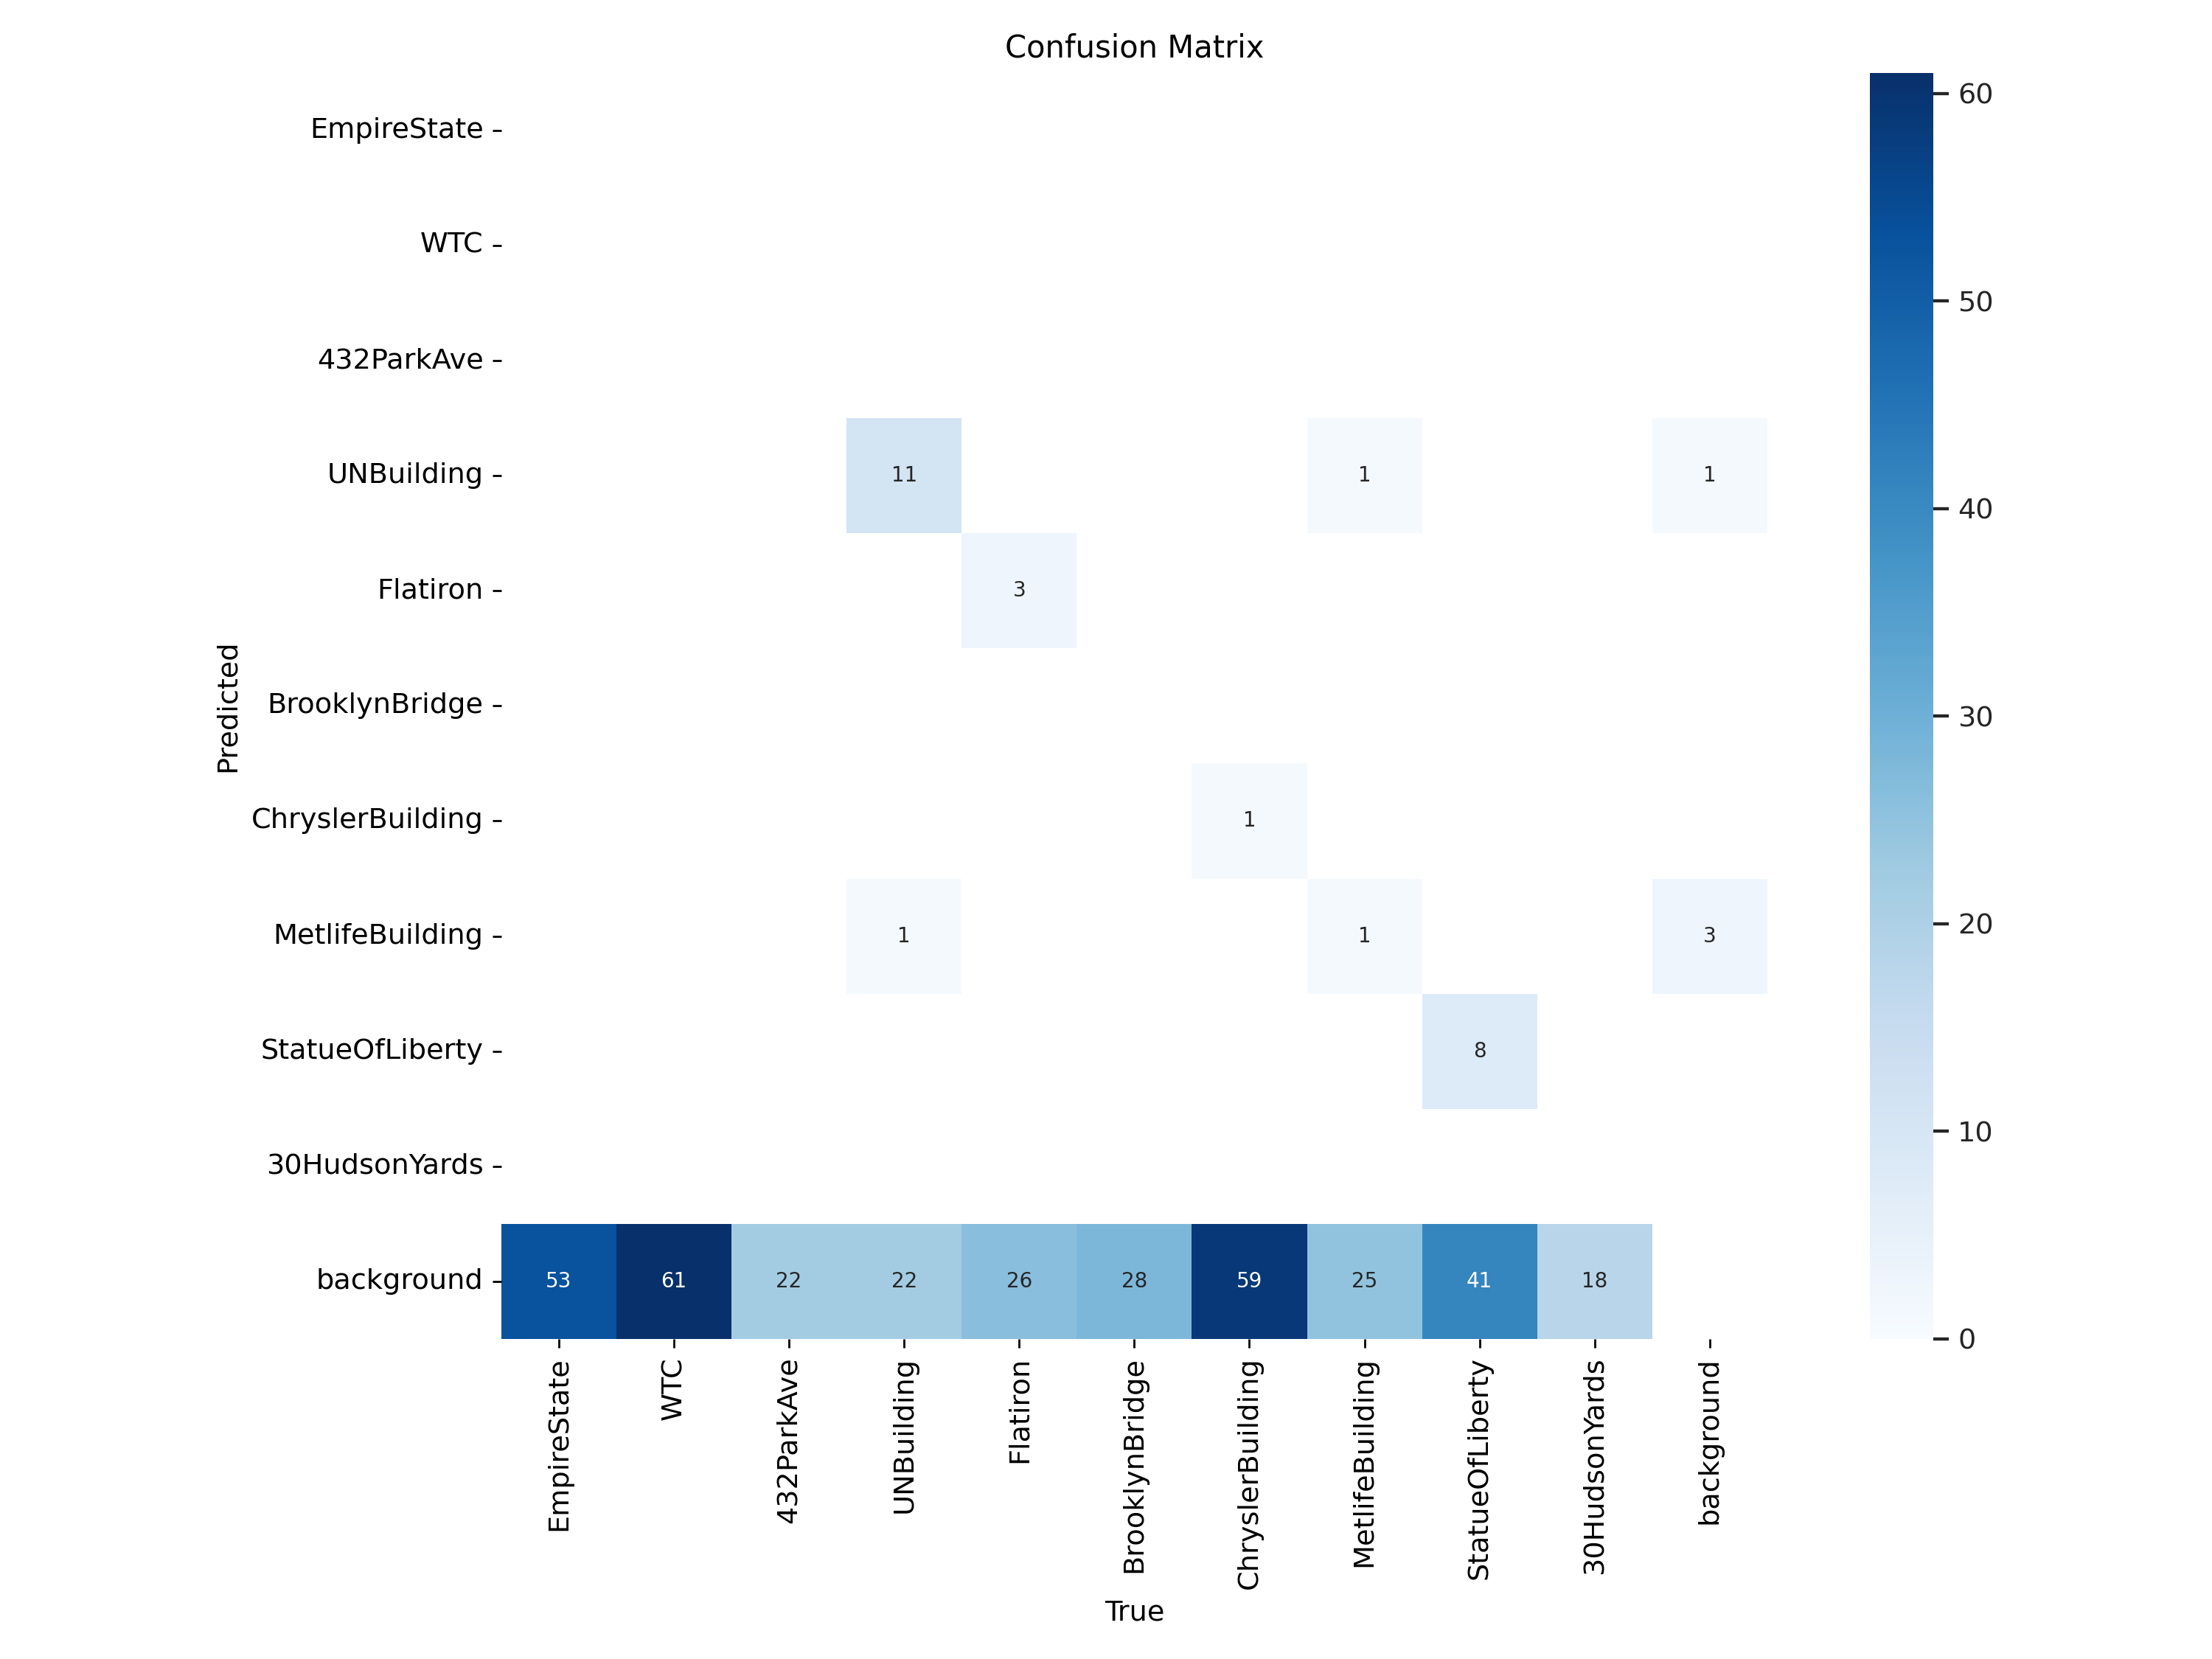 Confusion Matrix
Predicted
EmpireState
WTC
432ParkAve
UNBuilding 11 1 1
Flatiron 3
BrooklynBridge
ChryslerBuilding 1
MetlifeBuilding 1 1 3
StatueOfLiberty 8
30HudsonYards
background 53 61 22 22 26 28 59 25 41 18
EmpireState
WTC
432ParkAve
UNBuilding
Flatiron
BrooklynBridge
ChryslerBuilding
MetlifeBuilding
StatueOfLiberty
30HudsonYards
background
True
60
50
40
30
20
10
0